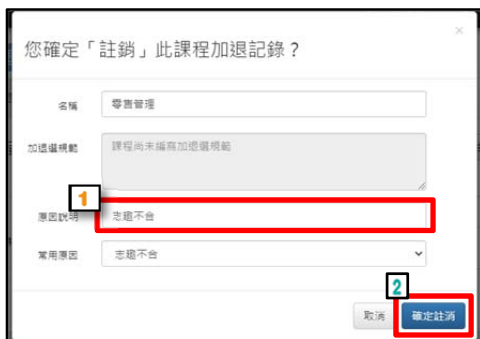 ×
您確定「註銷」此課程加退記錄？
名稱 零售管理
加退選規範 課程尚未編寫加退選規範
1
原因說明 志趣不合
常用原因 志趣不合
2
取消 確定註消